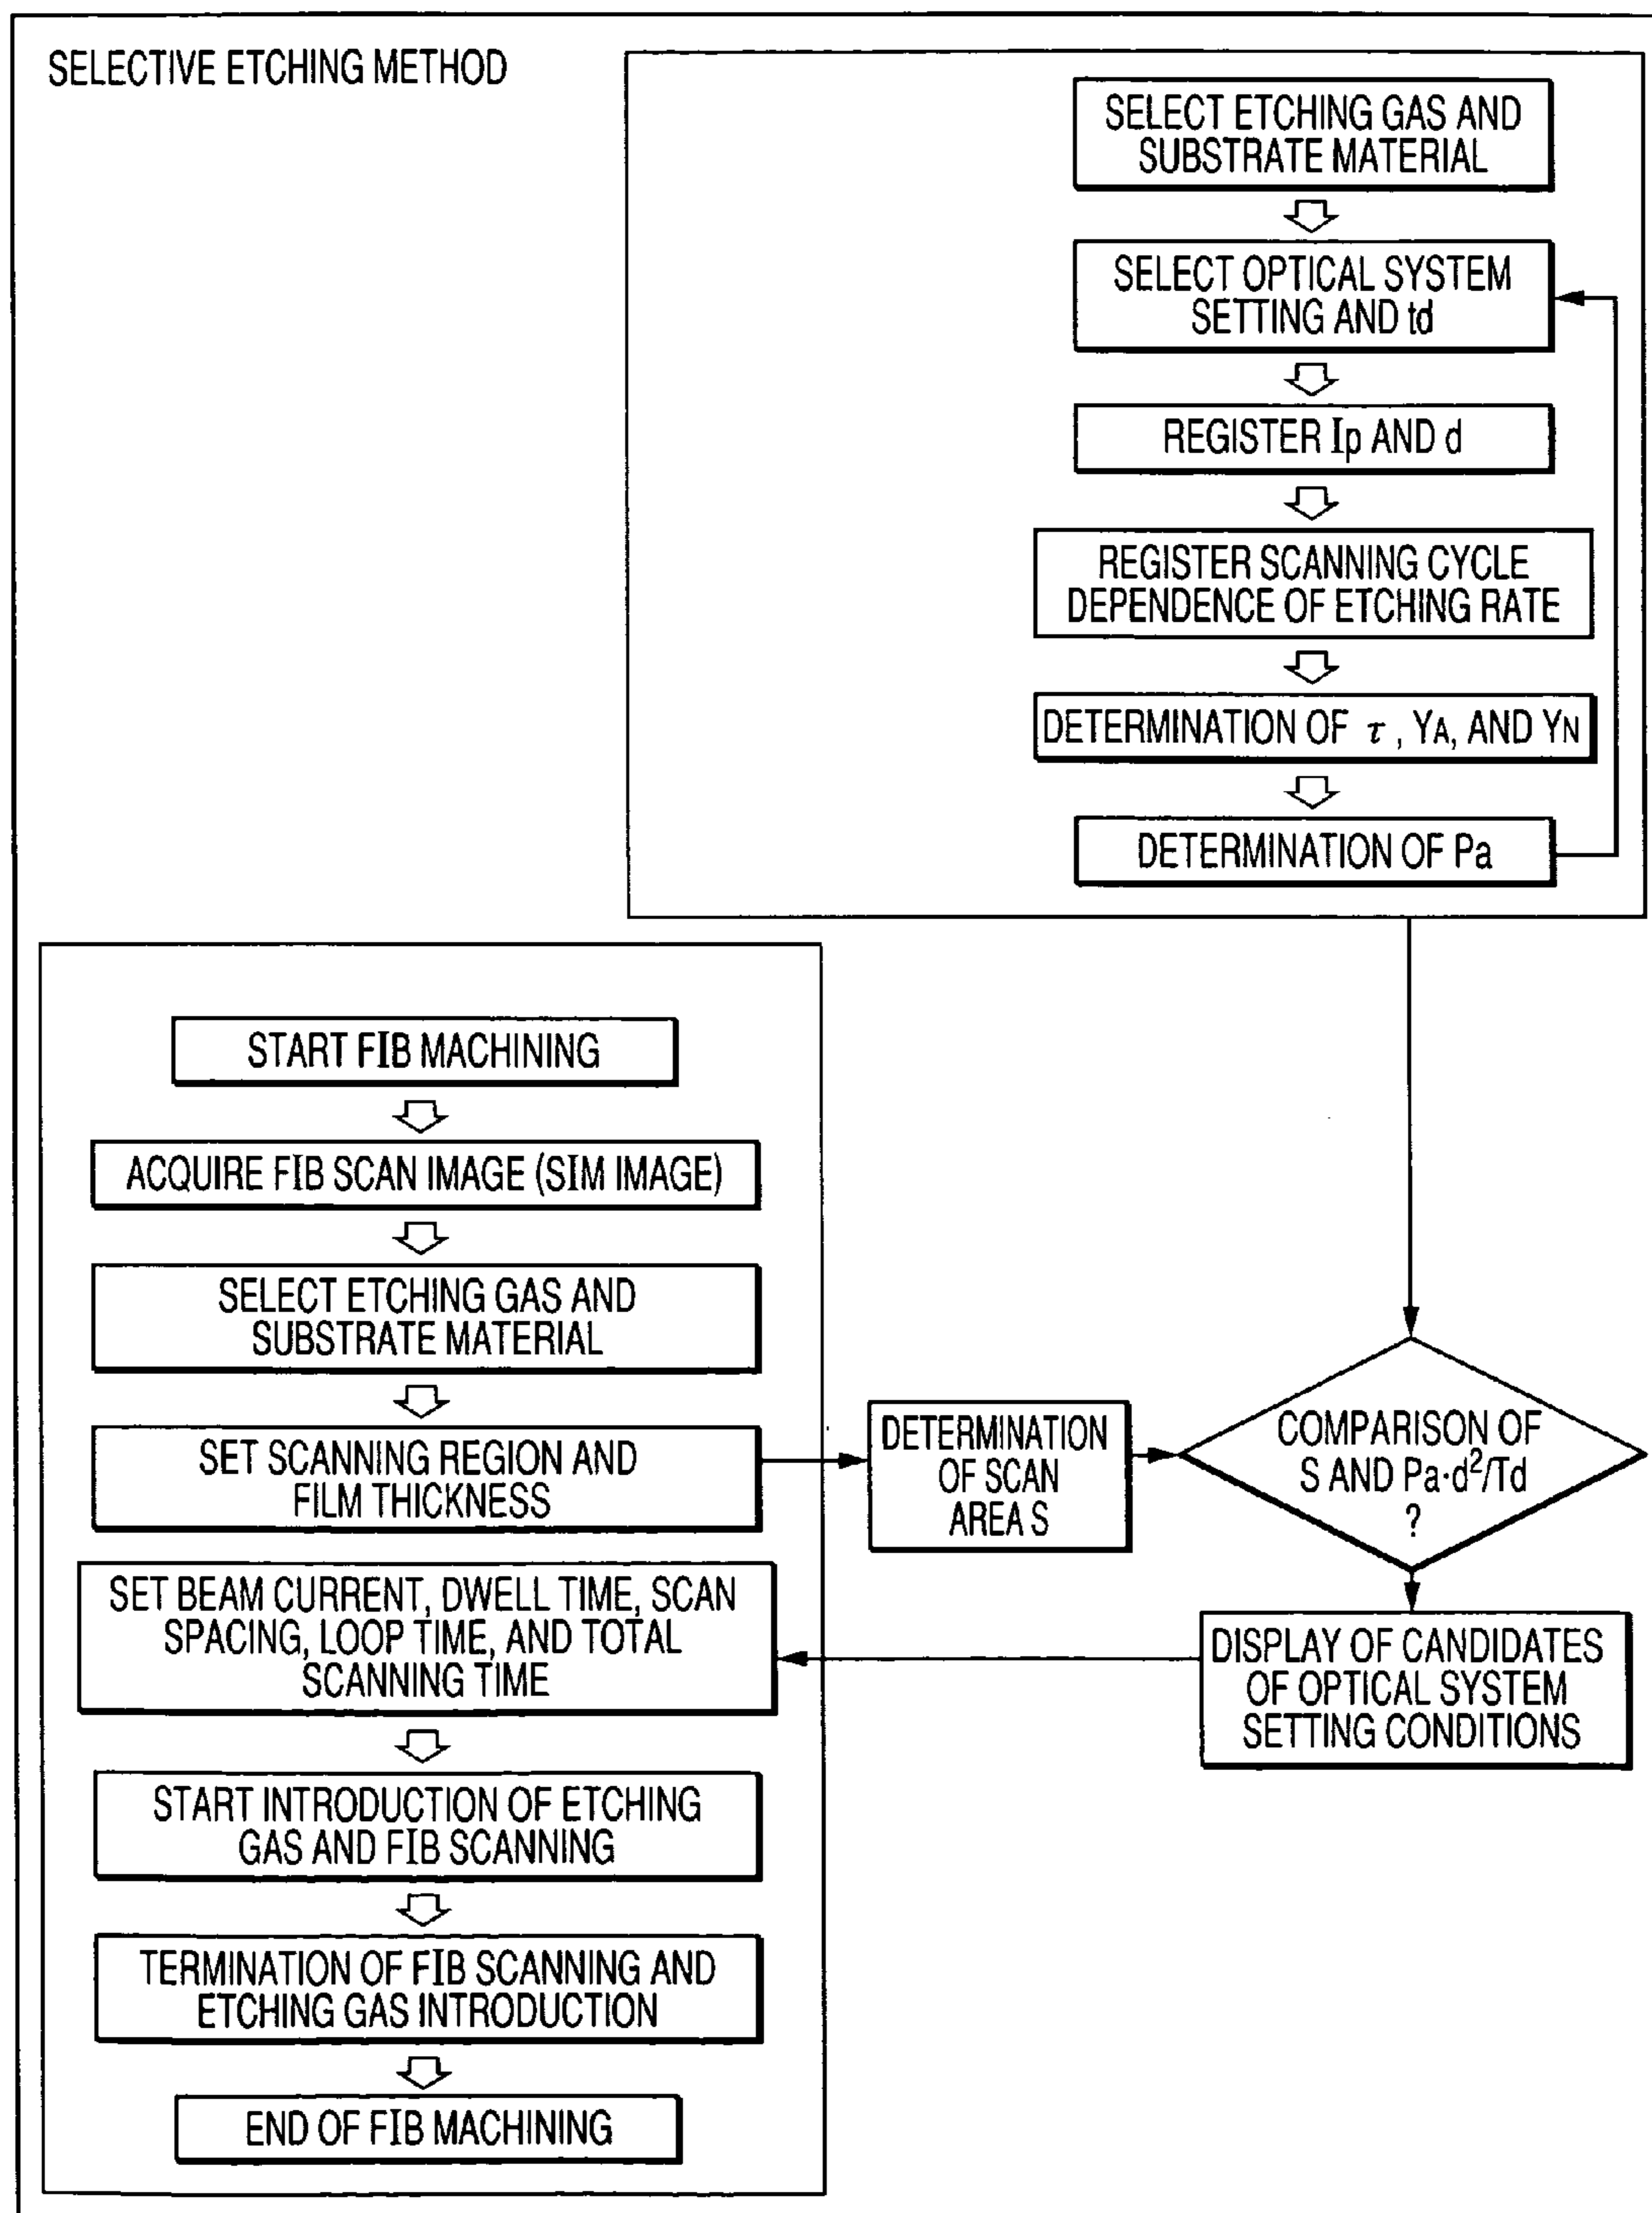 SELECTIVE ETCHING METHOD
SELECT ETCHING GAS AND
SUBSTRATE MATERIAL
SELECT OPTICAL SYSTEM
SETTING AND td
REGISTER Ip AND d
REGISTER SCANNING CYCLE
DEPENDENCE OF ETCHING RATE
DETERMINATION OF τ, YA, AND YN
DETERMINATION OF Pa
START FIB MACHINING
ACQUIRE FIB SCAN IMAGE (SIM IMAGE)
SELECT ETCHING GAS AND
SUBSTRATE MATERIAL
SET SCANNING REGION AND
FILM THICKNESS
DETERMINATION
OF SCAN
AREA S
COMPARISON OF
S AND Pa·d²/Td
?
DISPLAY OF CANDIDATES
OF OPTICAL SYSTEM
SETTING CONDITIONS
SET BEAM CURRENT, DWELL TIME, SCAN
SPACING, LOOP TIME, AND TOTAL
SCANNING TIME
START INTRODUCTION OF ETCHING
GAS AND FIB SCANNING
TERMINATION OF FIB SCANNING AND
ETCHING GAS INTRODUCTION
END OF FIB MACHINING